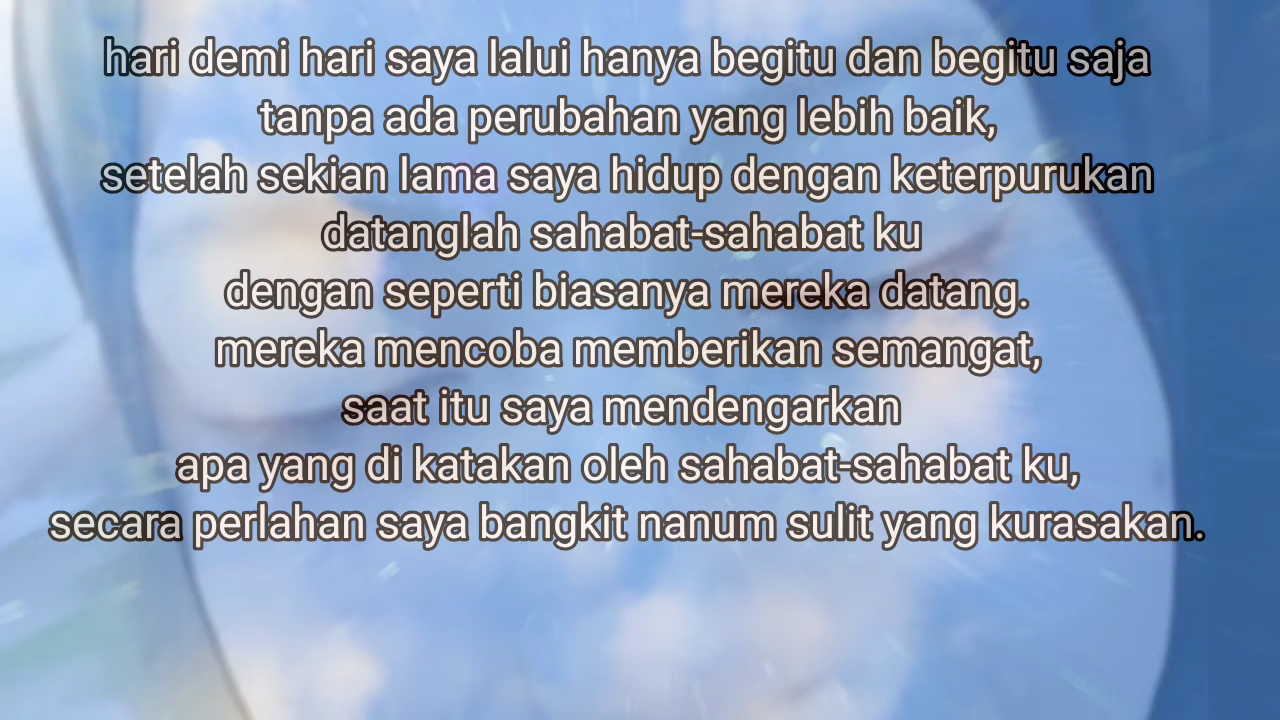 hari demi hari saya lalui hanya begitu dan begitu saja
tanpa ada perubahan yang lebih baik,
setelah sekian lama saya hidup dengan keterpurukan
datanglah sahabat-sahabat ku
dengan seperti biasanya mereka datang.
mereka mencoba memberikan semangat,
saat itu saya mendengarkan
apa yang di katakan oleh sahabat-sahabat ku,
secara perlahan saya bangkit nanum sulit yang kurasakan.